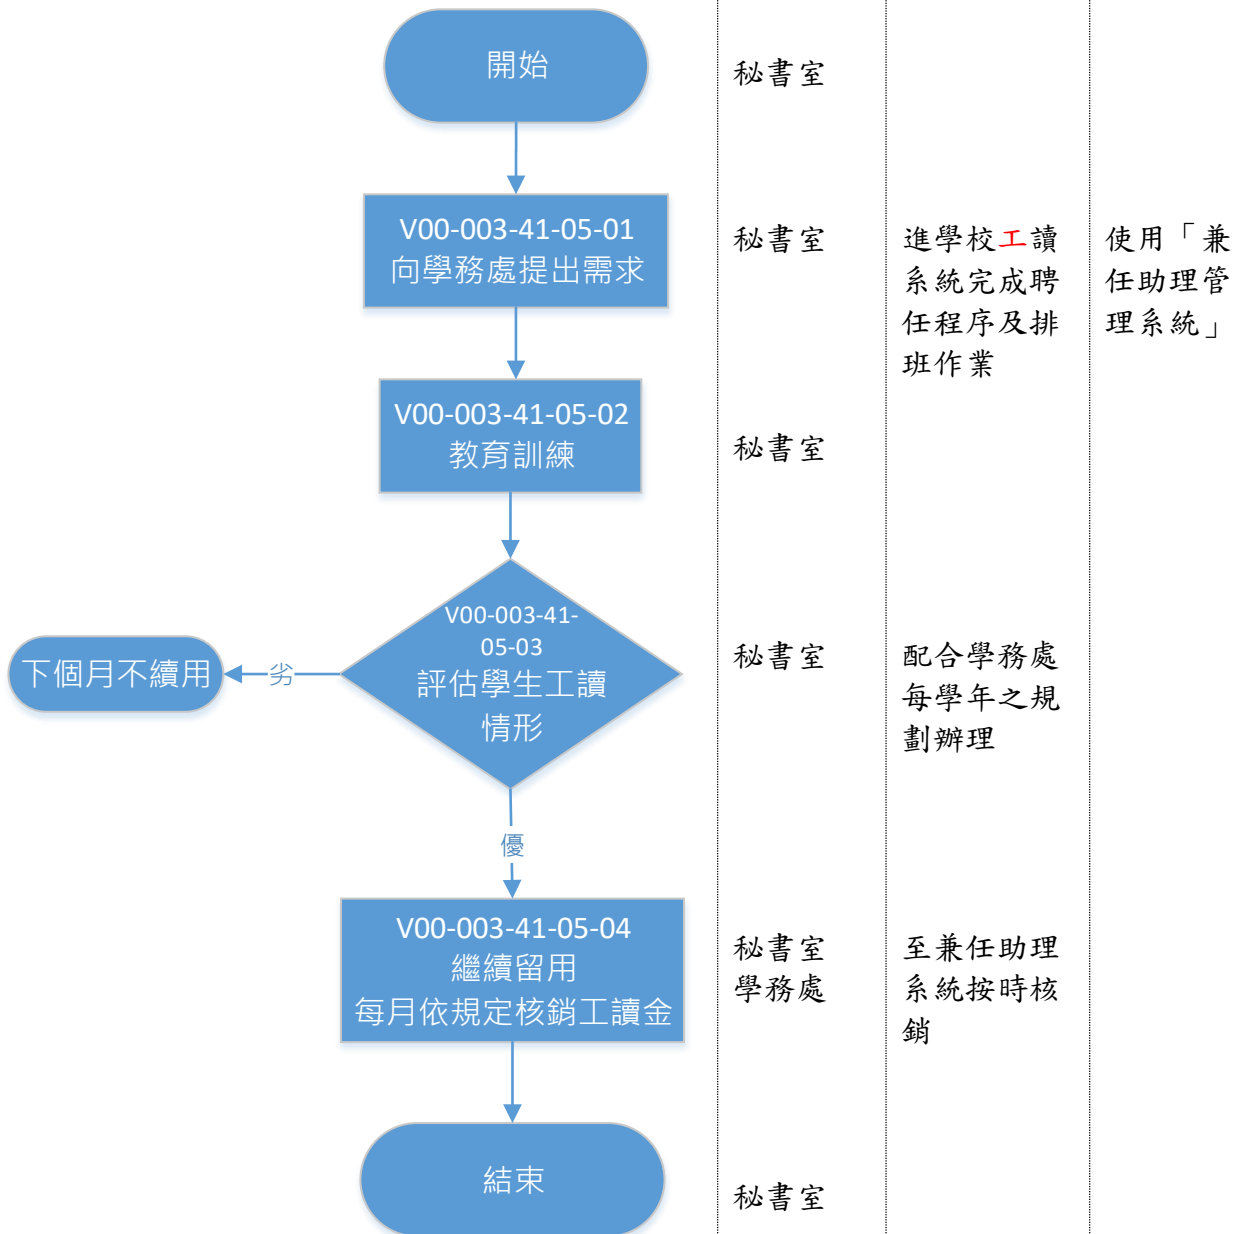 開始
秘書室
V00-003-41-05-01
向學務處提出需求
秘書室
進學校工讀
系統完成聘
任程序及排
班作業
使用「兼
任助理管
理系統」
V00-003-41-05-02
教育訓練
秘書室
V00-003-41-
05-03
評估學生工讀
情形
劣
下個月不續用
秘書室
配合學務處
每學年之規
劃辦理
優
V00-003-41-05-04
繼續留用
每月依規定核銷工讀金
秘書室
學務處
至兼任助理
系統按時核
銷
結束
秘書室